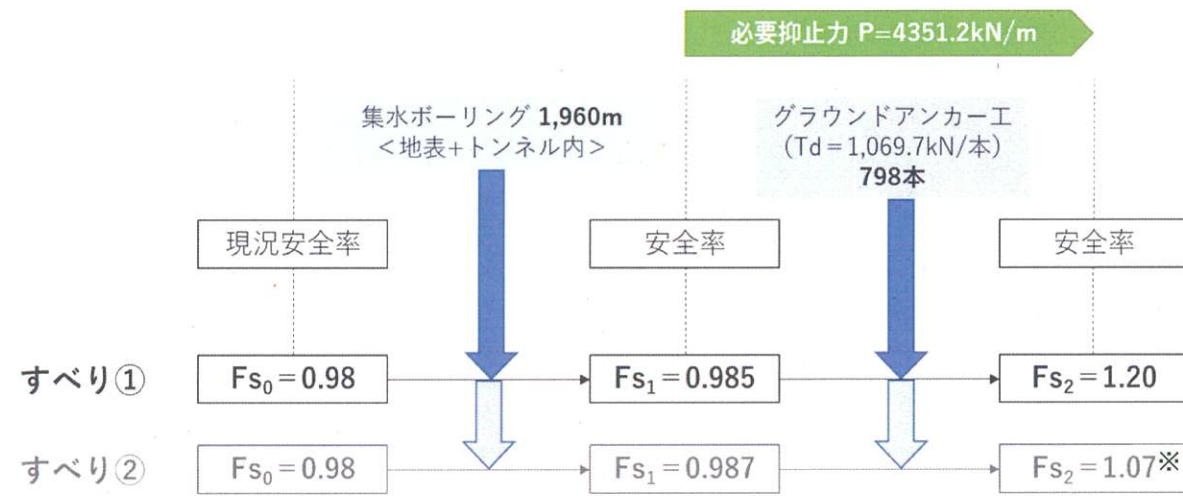 必要抑止力 P=4351.2kN/m
集水ボーリング 1,960m
＜地表+トンネル内＞
グラウンドアンカー工
(Td＝1,069.7kN/本)
798本
現況安全率
安全率
安全率
すべり①
Fs₀＝0.98
Fs₁＝0.985
Fs₂＝1.20
すべり②
Fs₀＝0.98
Fs₁＝0.987
Fs₂＝1.07※